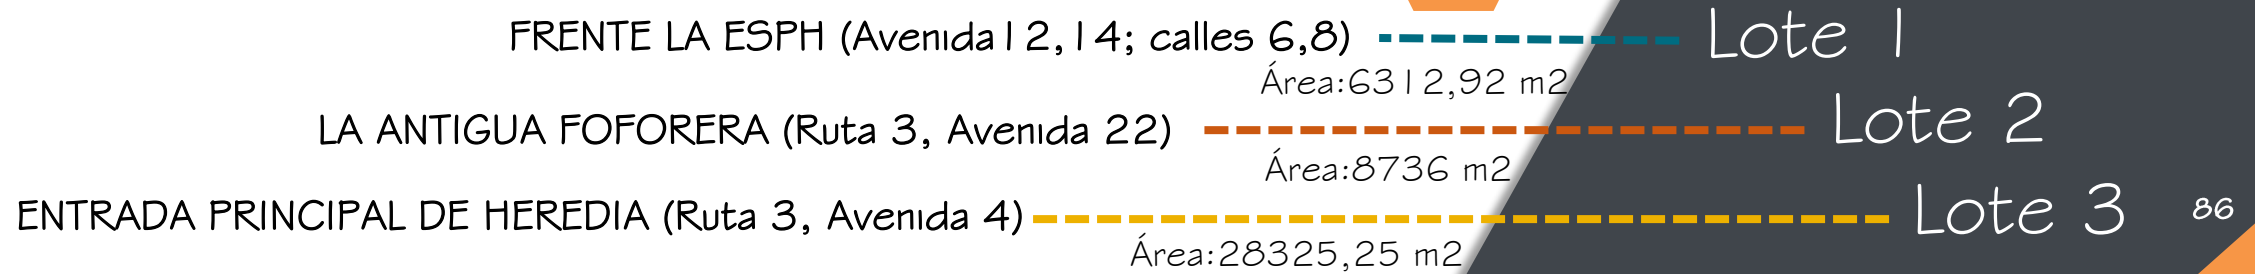 FRENTE LA ESPH (Avenida12,14; calles 6,8) Lote 1
Área:6312,92 m2
LA ANTIGUA FOFORERA (Ruta 3, Avenida 22) Lote 2
Área:8736 m2
ENTRADA PRINCIPAL DE HEREDIA (Ruta 3, Avenida 4) Lote 3 86
Área:28325,25 m2